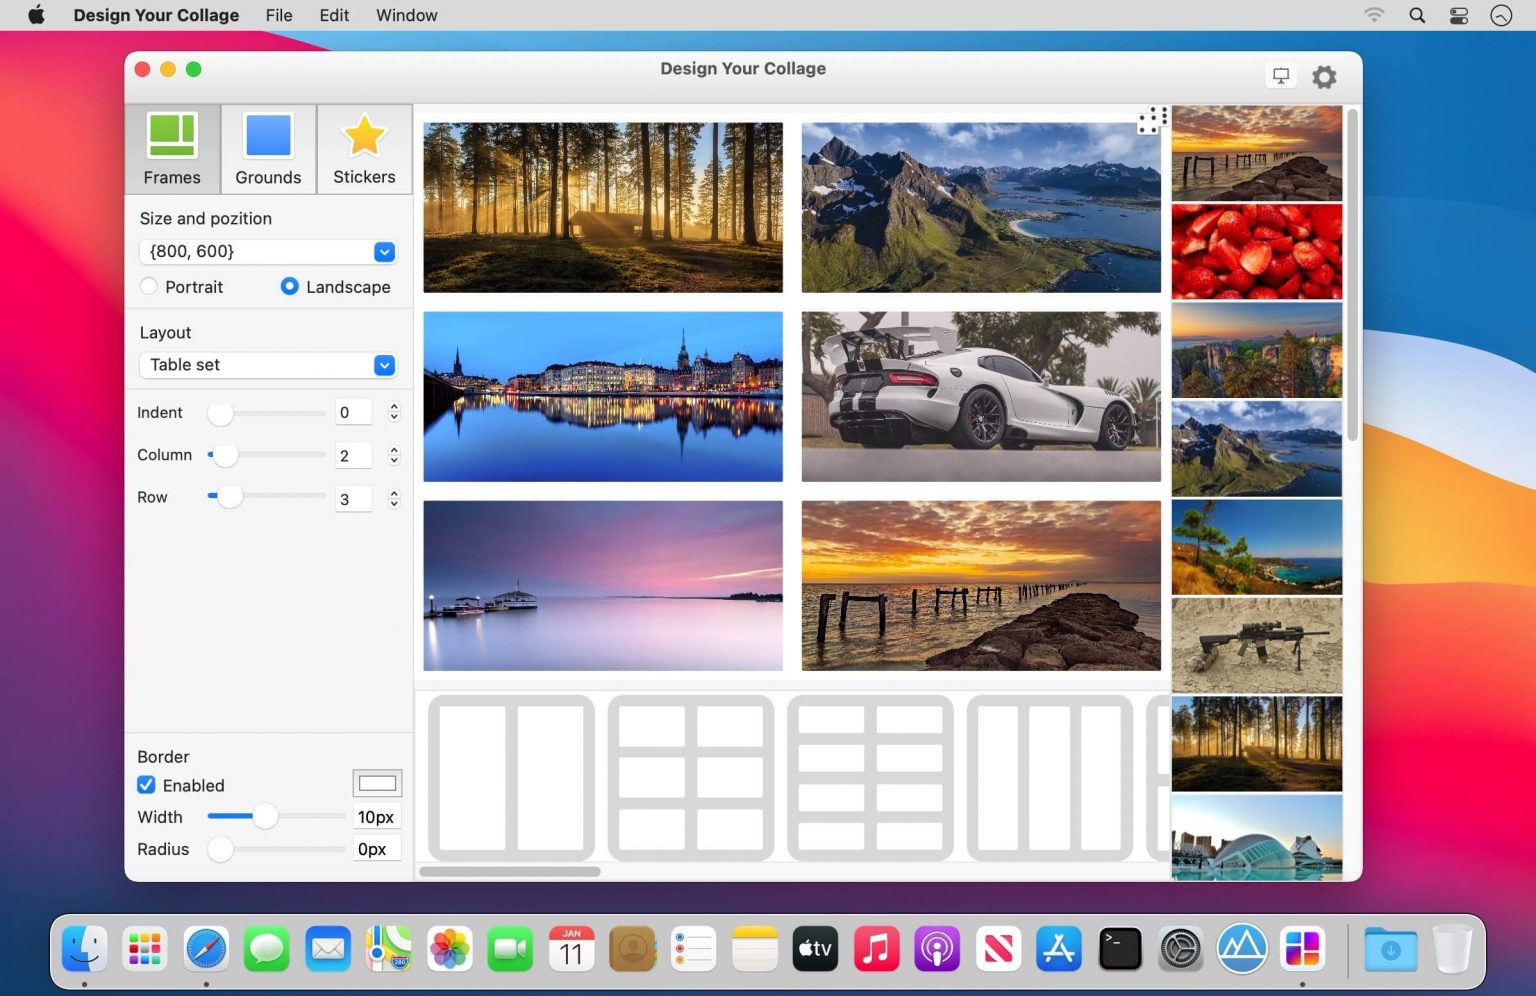 Design Your Collage File Edit Window
Design Your Collage
Frames Grounds Stickers
Size and pozition
{800, 600}
Portrait Landscape
Layout
Table set
Indent 0
Column 2
Row 3
Border
Enabled
Width 10px
Radius 0px
JAN
11
280
tv
>_